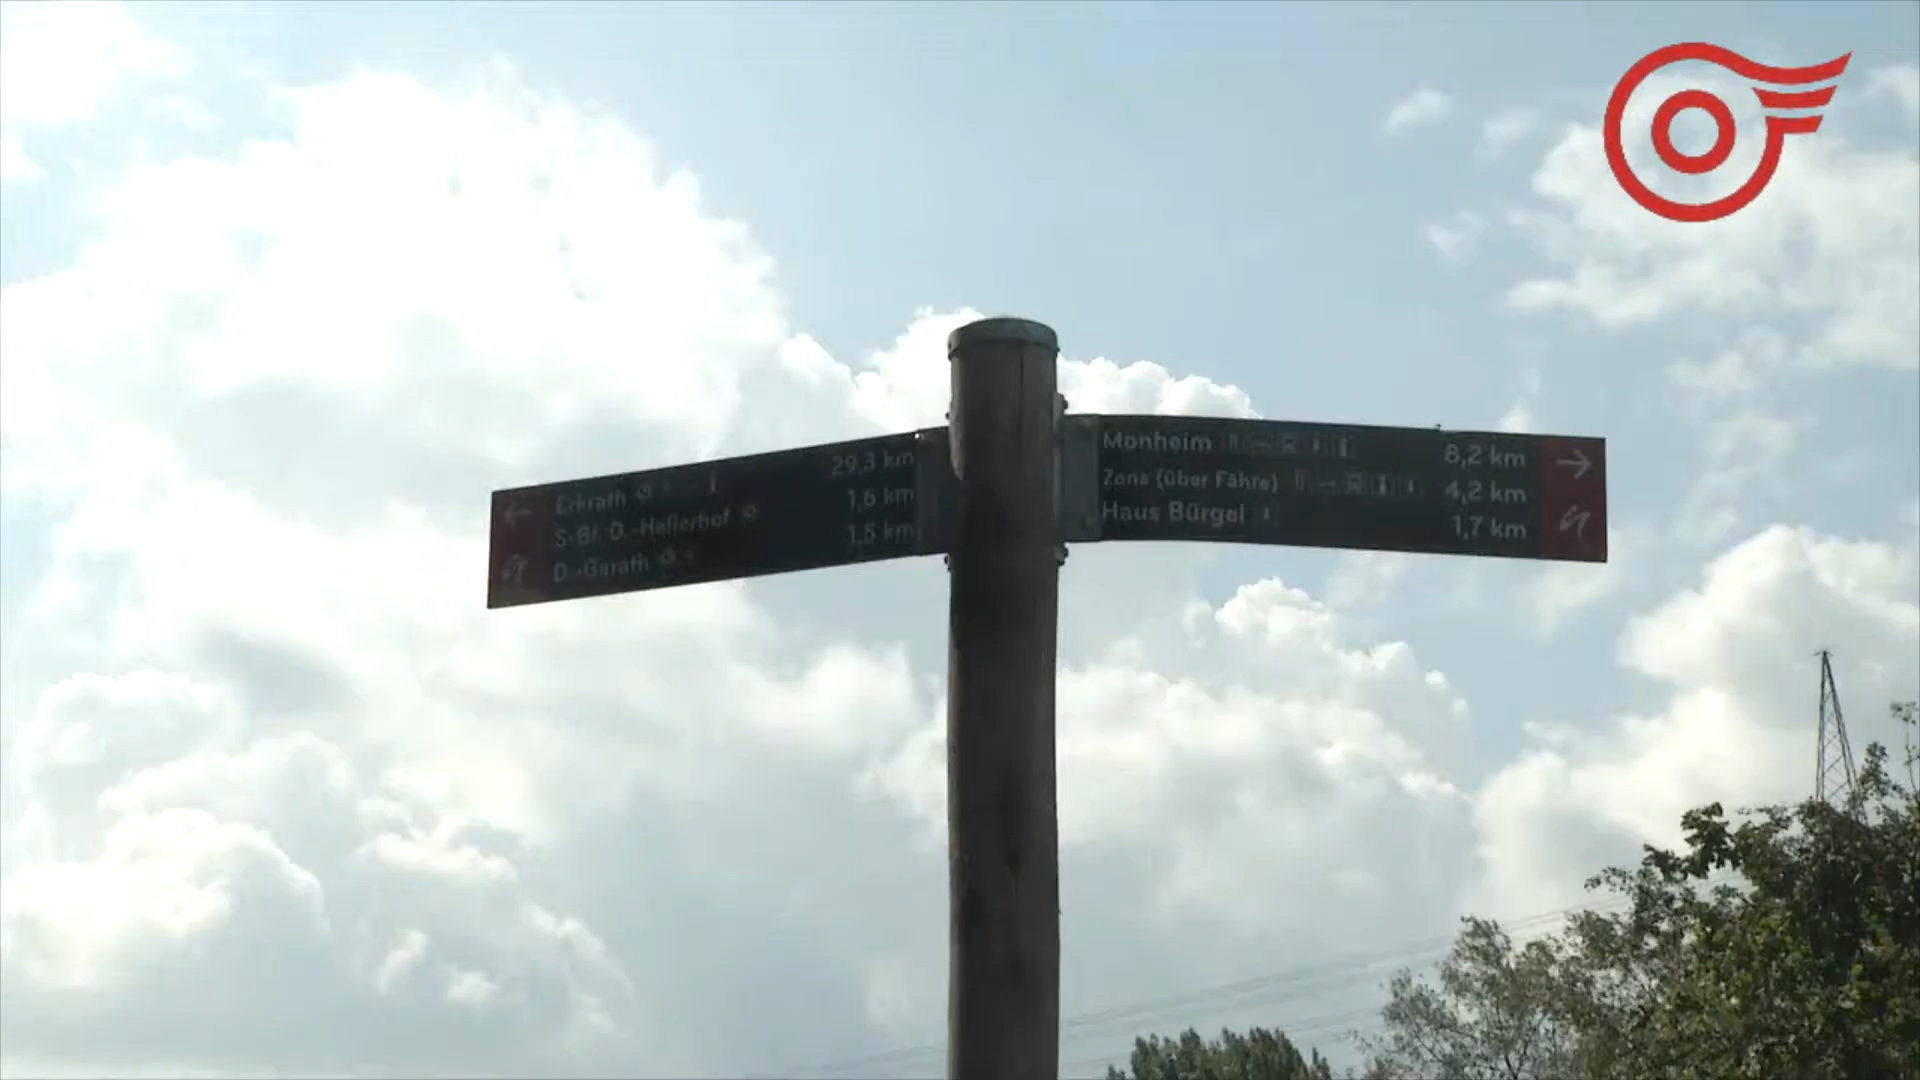 Erkrath 29,3 km
S-Bf. D.-Hellerhof 1,6 km
D.-Garath 1,5 km
Monheim 8,2 km
Zons (über Fähre) 4,2 km
Haus Bürgel 1,7 km